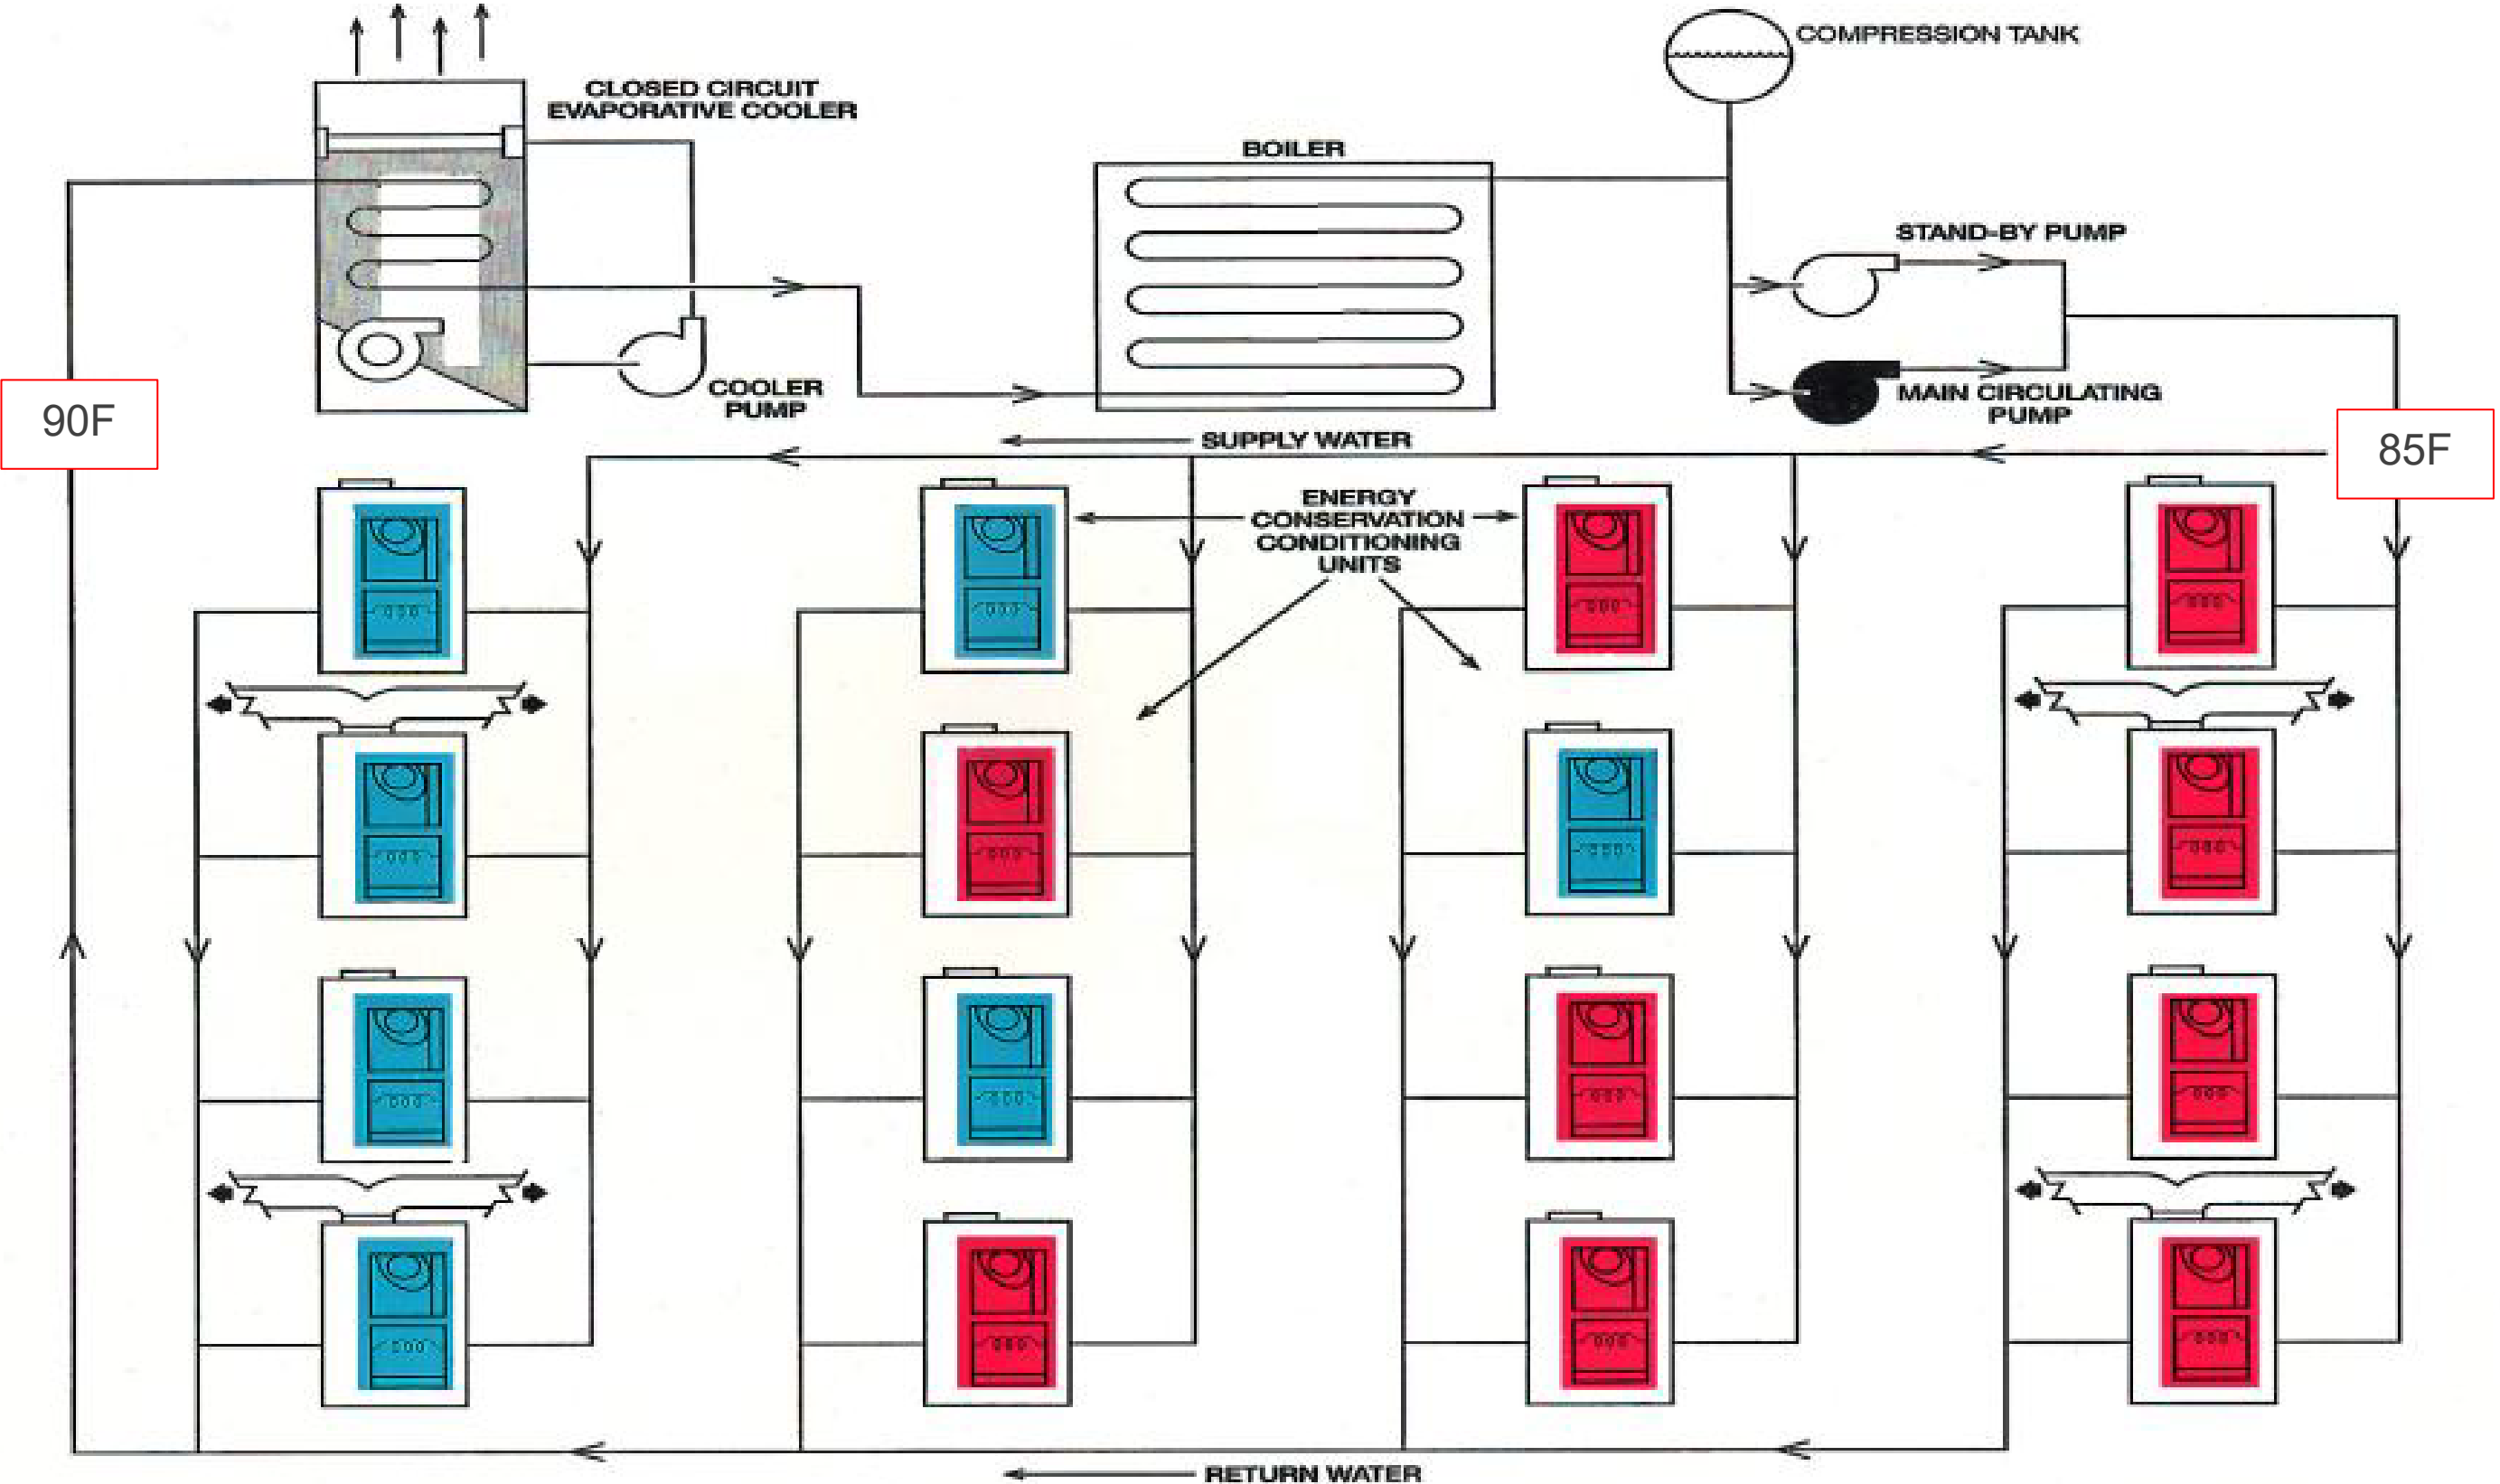 COMPRESSION TANK
CLOSED CIRCUIT
EVAPORATIVE COOLER
BOILER
STAND-BY PUMP
COOLER
PUMP
MAIN CIRCULATING
PUMP
90F
SUPPLY WATER
85F
ENERGY
CONSERVATION
CONDITIONING
UNITS
RETURN WATER